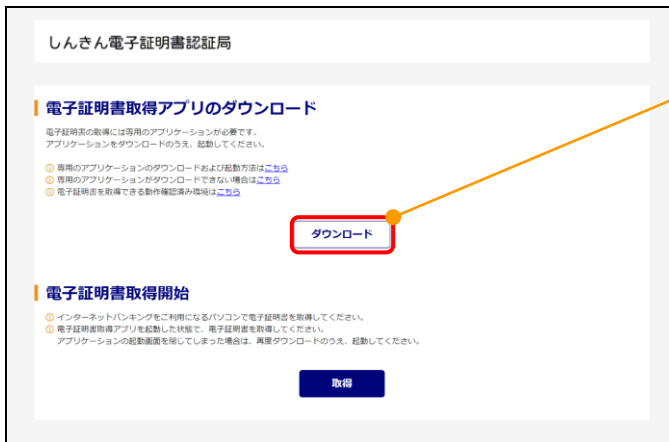 しんきん電子証明書認証局
電子証明書取得アプリのダウンロード
電子証明書の取得には専用のアプリケーションが必要です。
アプリケーションをダウンロードのうえ、起動してください。
専用のアプリケーションのダウンロードおよび起動方法はこちら
専用のアプリケーションがダウンロードできない場合はこちら
電子証明書を取得できる動作確認済み環境はこちら
ダウンロード
電子証明書取得開始
インターネットバンキングをご利用になるパソコンで電子証明書を取得してください。
電子証明書取得アプリを起動した状態で、電子証明書を取得してください。
アプリケーションの起動画面を閉じてしまった場合は、再度ダウンロードのうえ、起動してください。
取得